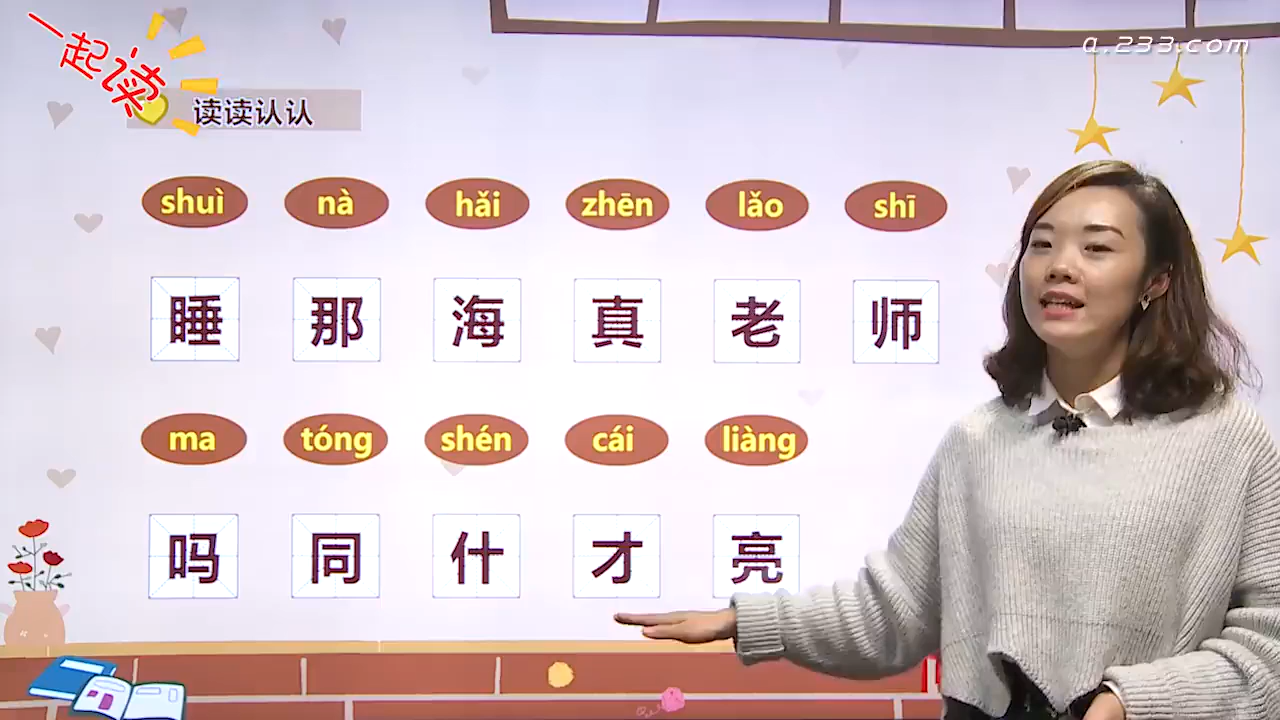 一起读
a.233.com
读读认认
shuì nà hǎi zhēn lǎo shī
睡 那 海 真 老 师
ma tóng shén cái liàng
吗 同 什 才 亮